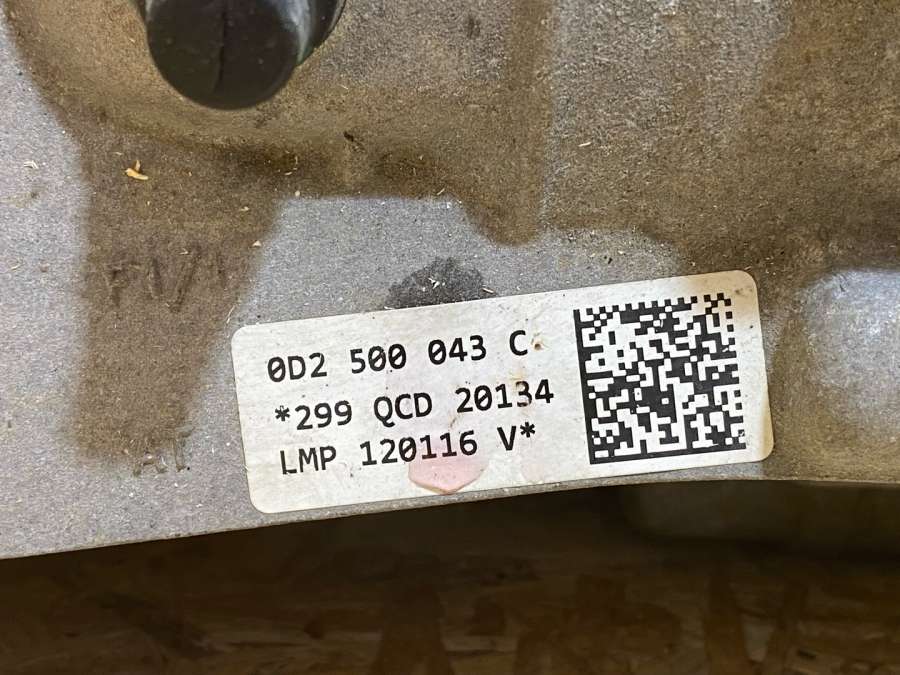 0D2 500 043 C
*299 QCD 20134
LMP 120116 V*